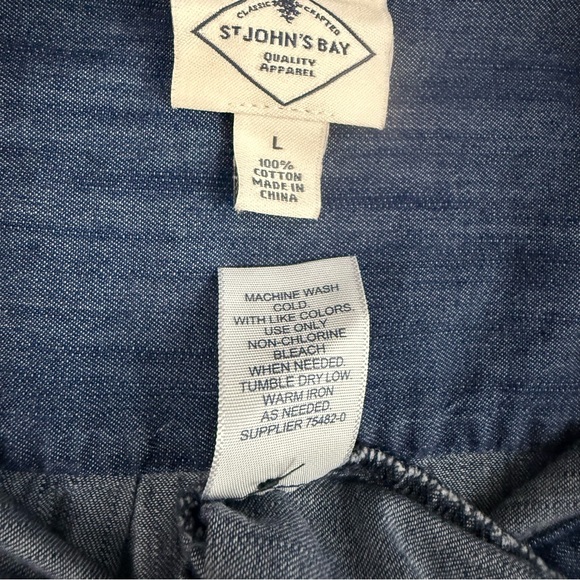 CLASSIC CRAFTED
ST JOHN'S BAY
QUALITY
APPAREL
L
100%
COTTON
MADE IN
CHINA
MACHINE WASH
COLD.
WITH LIKE COLORS.
USE ONLY
NON-CHLORINE
BLEACH
WHEN NEEDED.
TUMBLE DRY LOW.
WARM IRON
AS NEEDED.
SUPPLIER 75482-0